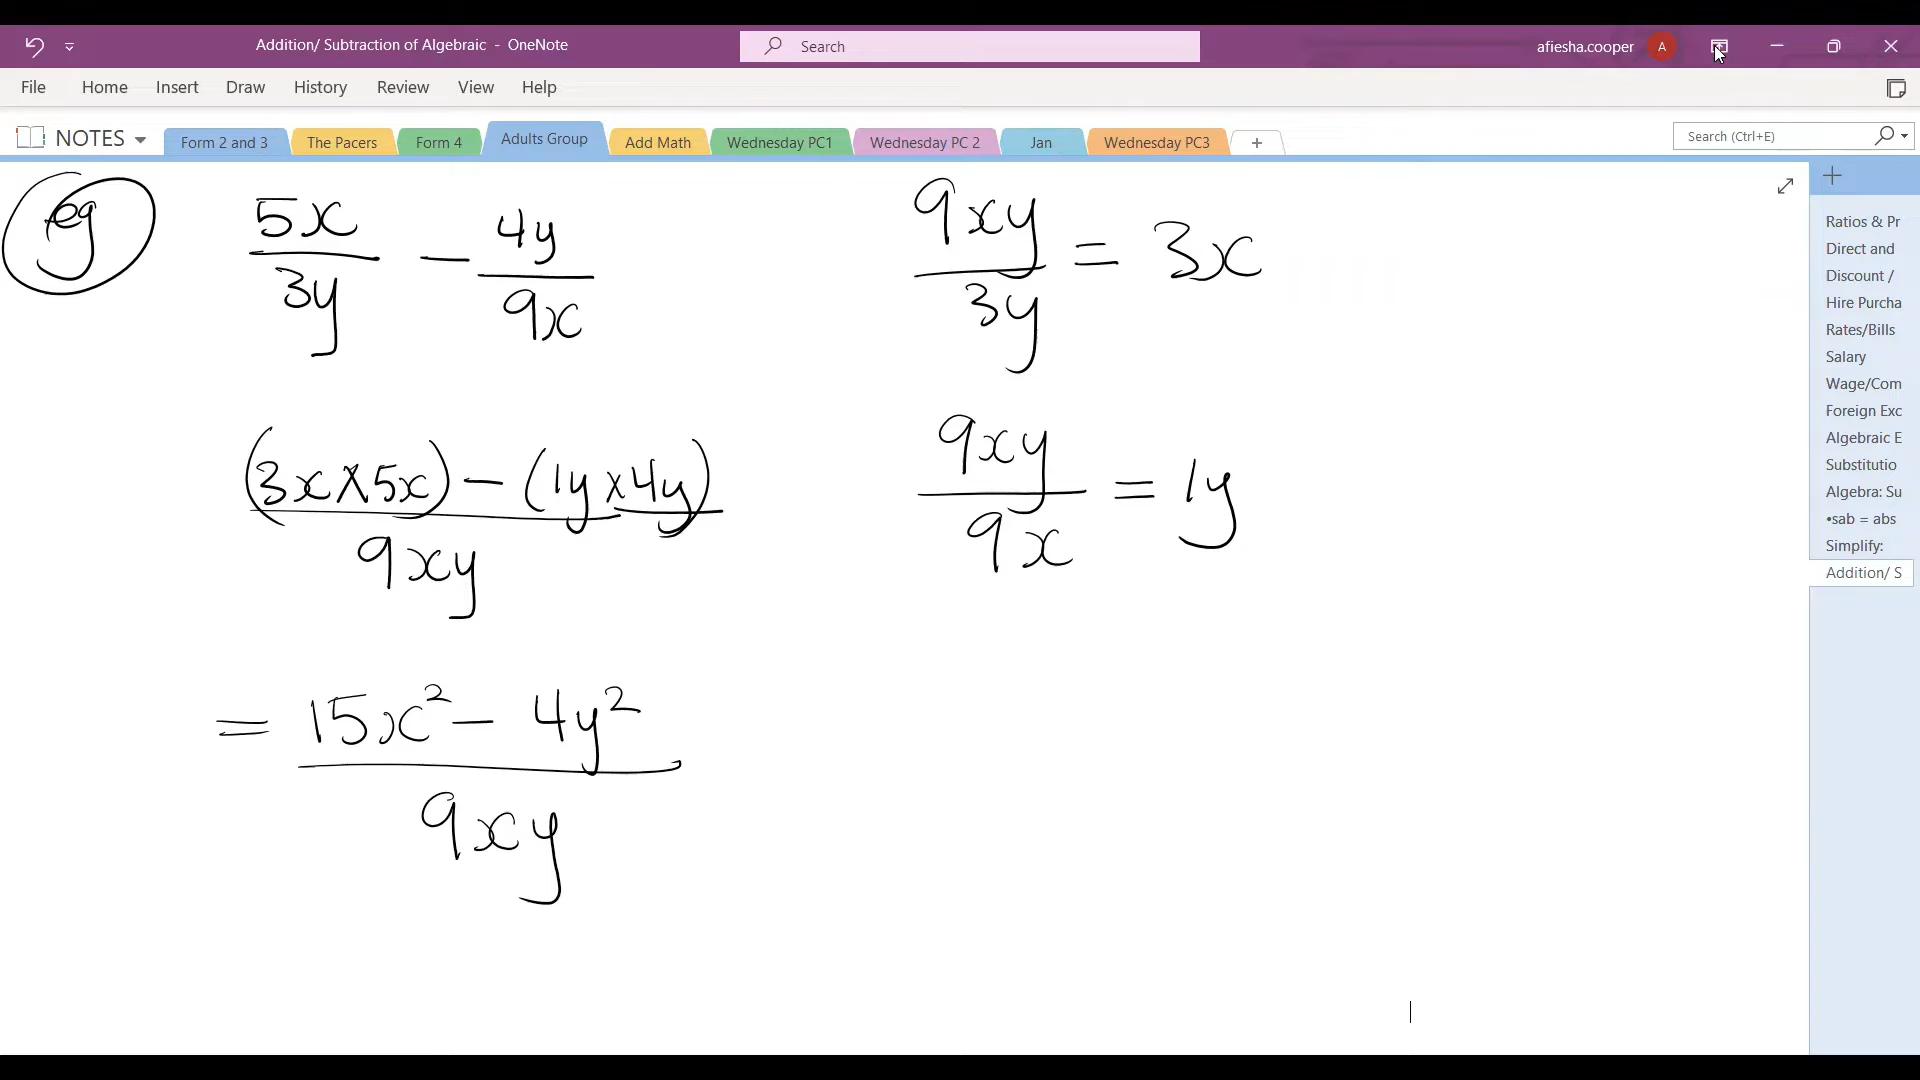 Addition/ Subtraction of Algebraic - OneNote
Search
afiesha.cooper
A
File Home Insert Draw History Review View Help
NOTES
Form 2 and 3
The Pacers
Form 4
Adults Group
Add Math
Wednesday PC1
Wednesday PC 2
Jan
Wednesday PC3
+
Search (Ctrl+E)
eg
5x/3y - 4y/9x
9xy/3y = 3x
(3x×5x) - (1y×4y)
9xy
9xy/9x = 1y
= 15x² - 4y²
9xy
Ratios & Pr
Direct and
Discount /
Hire Purcha
Rates/Bills
Salary
Wage/Com
Foreign Exc
Algebraic E
Substitutio
Algebra: Su
•sab = abs
Simplify:
Addition/ S